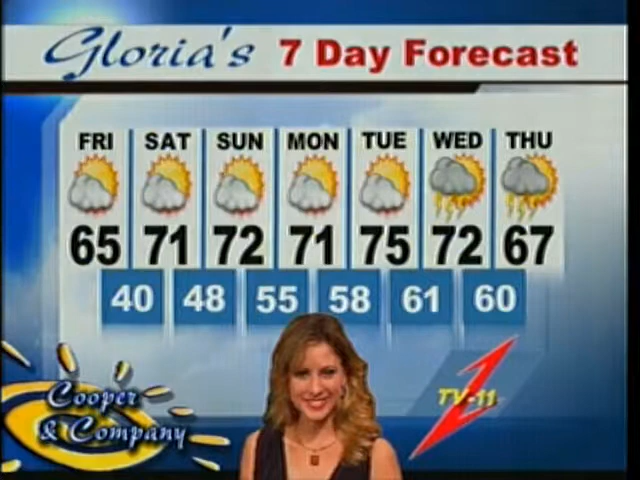 Gloria's 7 Day Forecast
FRI SAT SUN MON TUE WED THU
65 71 72 71 75 72 67
40 48 55 58 61 60
Cooper
& Company
TV-11